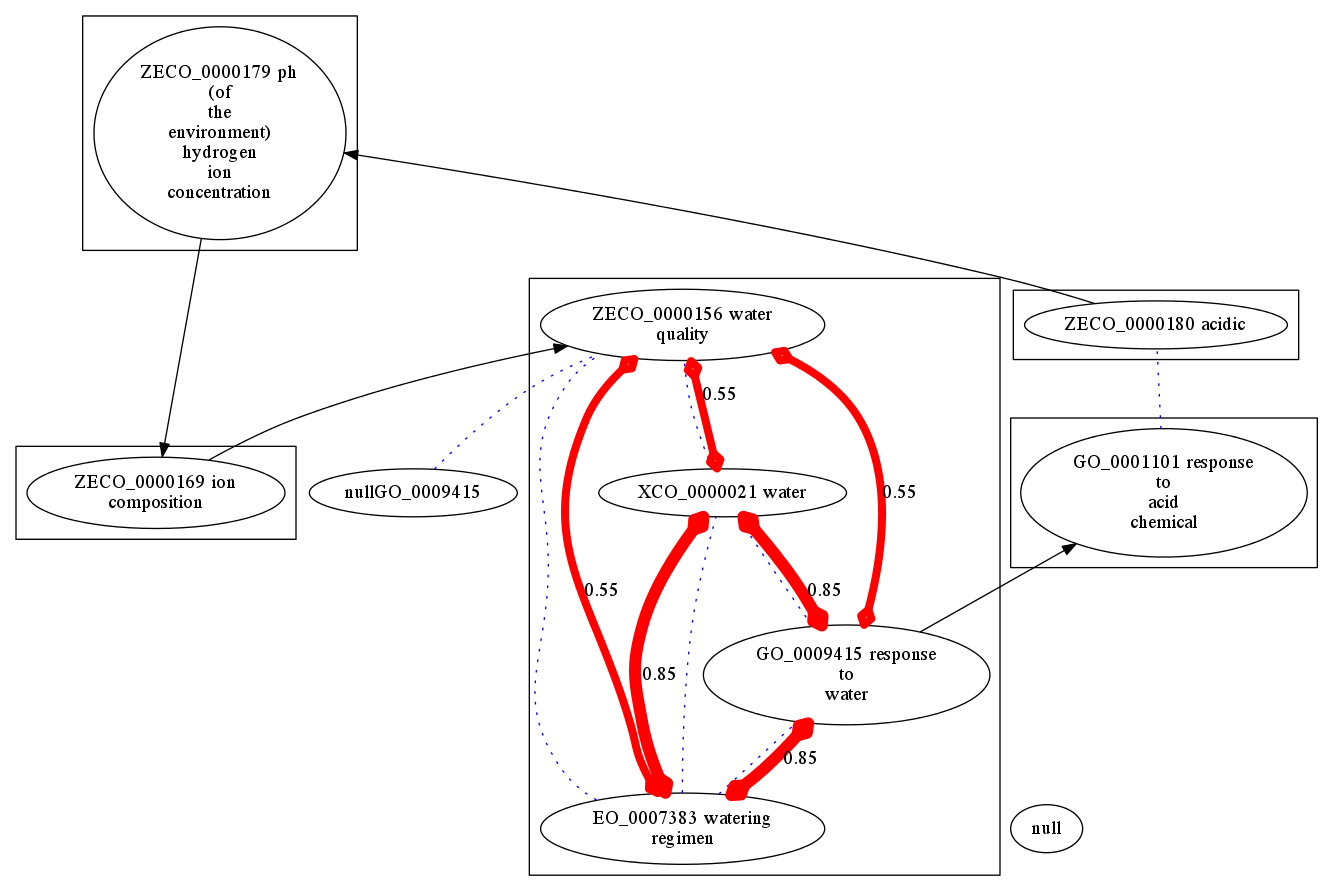 ZECO_0000179 ph
(of
the
environment)
hydrogen
ion
concentration
ZECO_0000156 water
quality
ZECO_0000180 acidic
0.55
ZECO_0000169 ion
composition
nullGO_0009415
XCO_0000021 water
0.55
GO_0001101 response
to
acid
chemical
0.55
0.85
0.85
GO_0009415 response
to
water
0.85
EO_0007383 watering
regimen
null